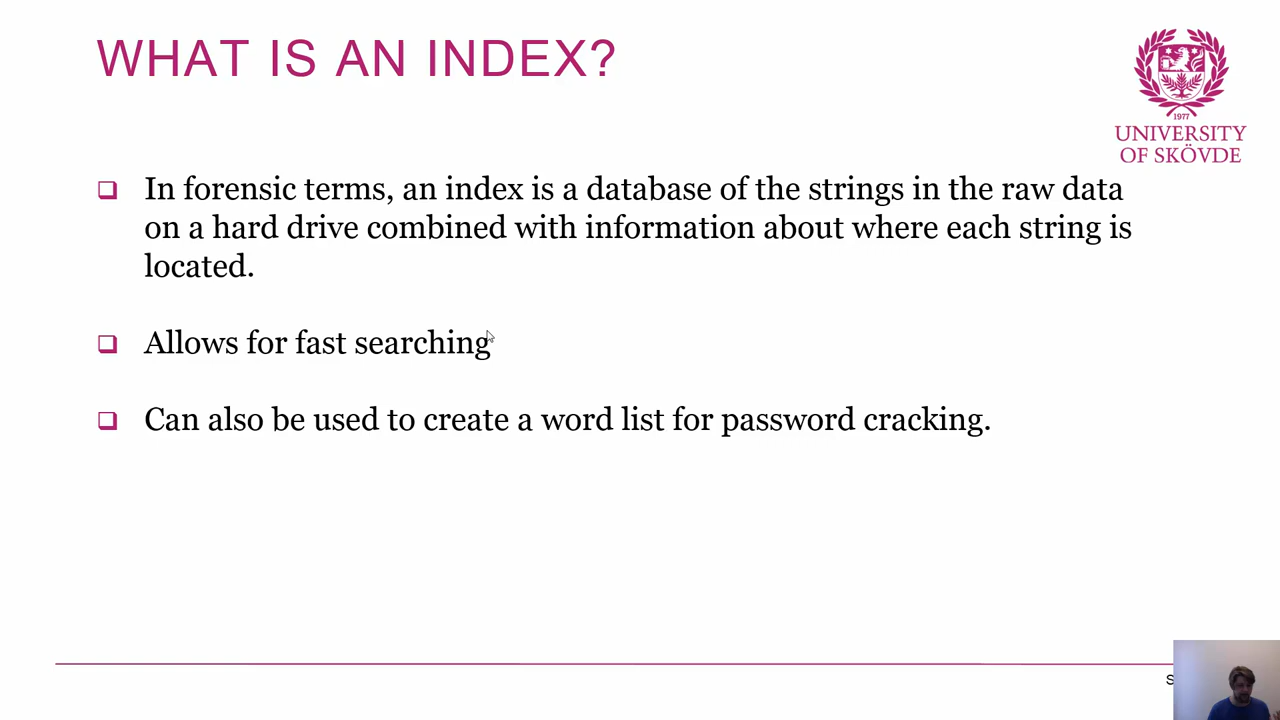 WHAT IS AN INDEX?
1977
UNIVERSITY
OF SKÖVDE
In forensic terms, an index is a database of the strings in the raw data
on a hard drive combined with information about where each string is
located.
Allows for fast searching
Can also be used to create a word list for password cracking.